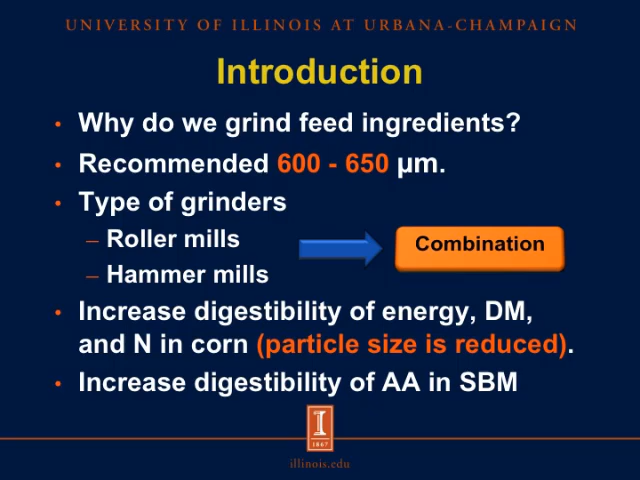 UNIVERSITY OF ILLINOIS AT URBANA-CHAMPAIGN
Introduction
• Why do we grind feed ingredients?
• Recommended 600 - 650 µm.
• Type of grinders
– Roller mills
Combination
– Hammer mills
• Increase digestibility of energy, DM,
and N in corn (particle size is reduced).
• Increase digestibility of AA in SBM
I
1867
illinois.edu